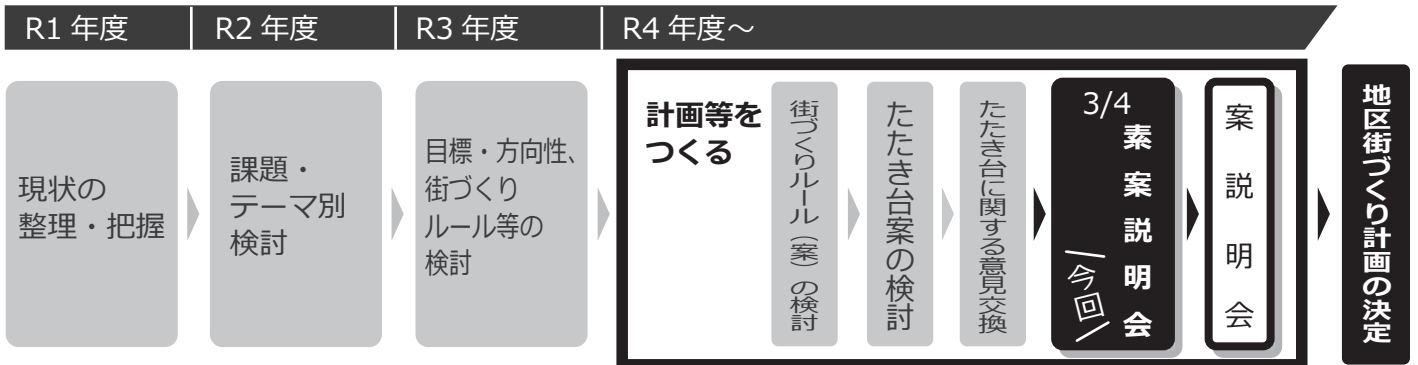 R1 年度
R2 年度
R3 年度
R4 年度～
現状の
整理・把握
課題・
テーマ別
検討
目標・方向性、
街づくり
ルール等の
検討
計画等を
つくる
街づくりルール（案）の検討
たたき台案の検討
たたき台に関する意見交換
3/4
素案説明会
今回
案説明会
地区街づくり計画の決定